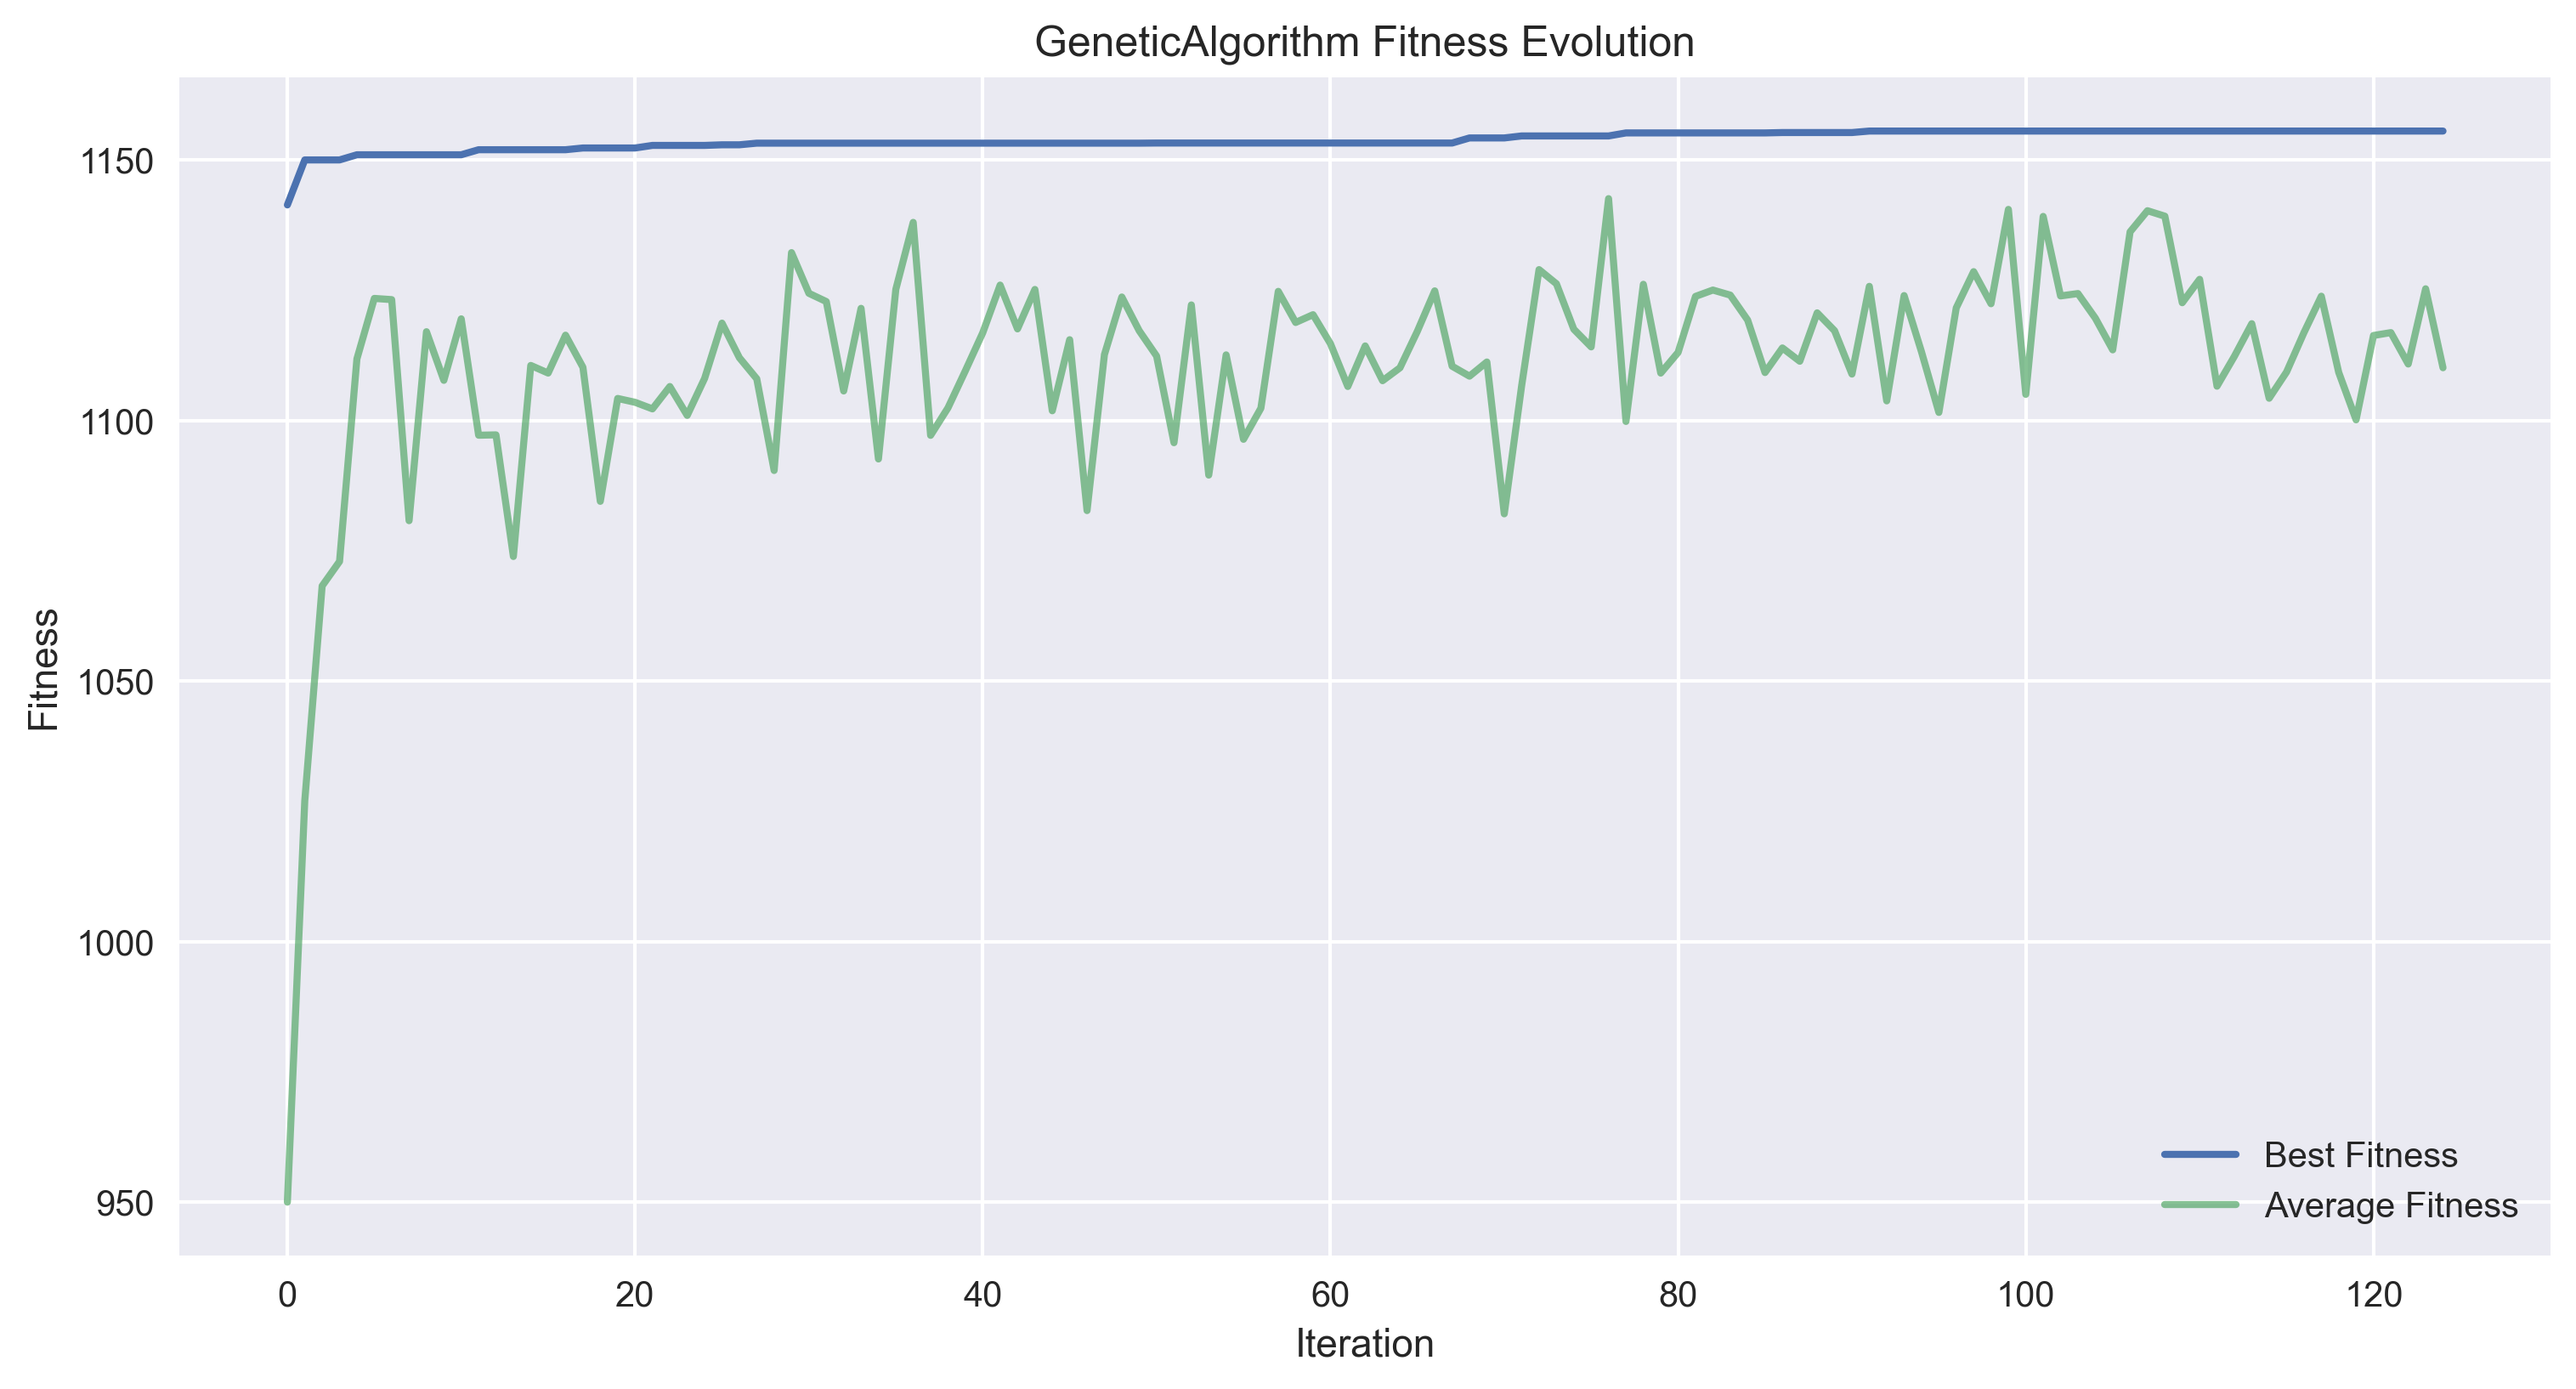 GeneticAlgorithm Fitness Evolution
Fitness
1150
1100
1050
1000
950
0 20 40 60 80 100 120
Iteration
Best Fitness
Average Fitness